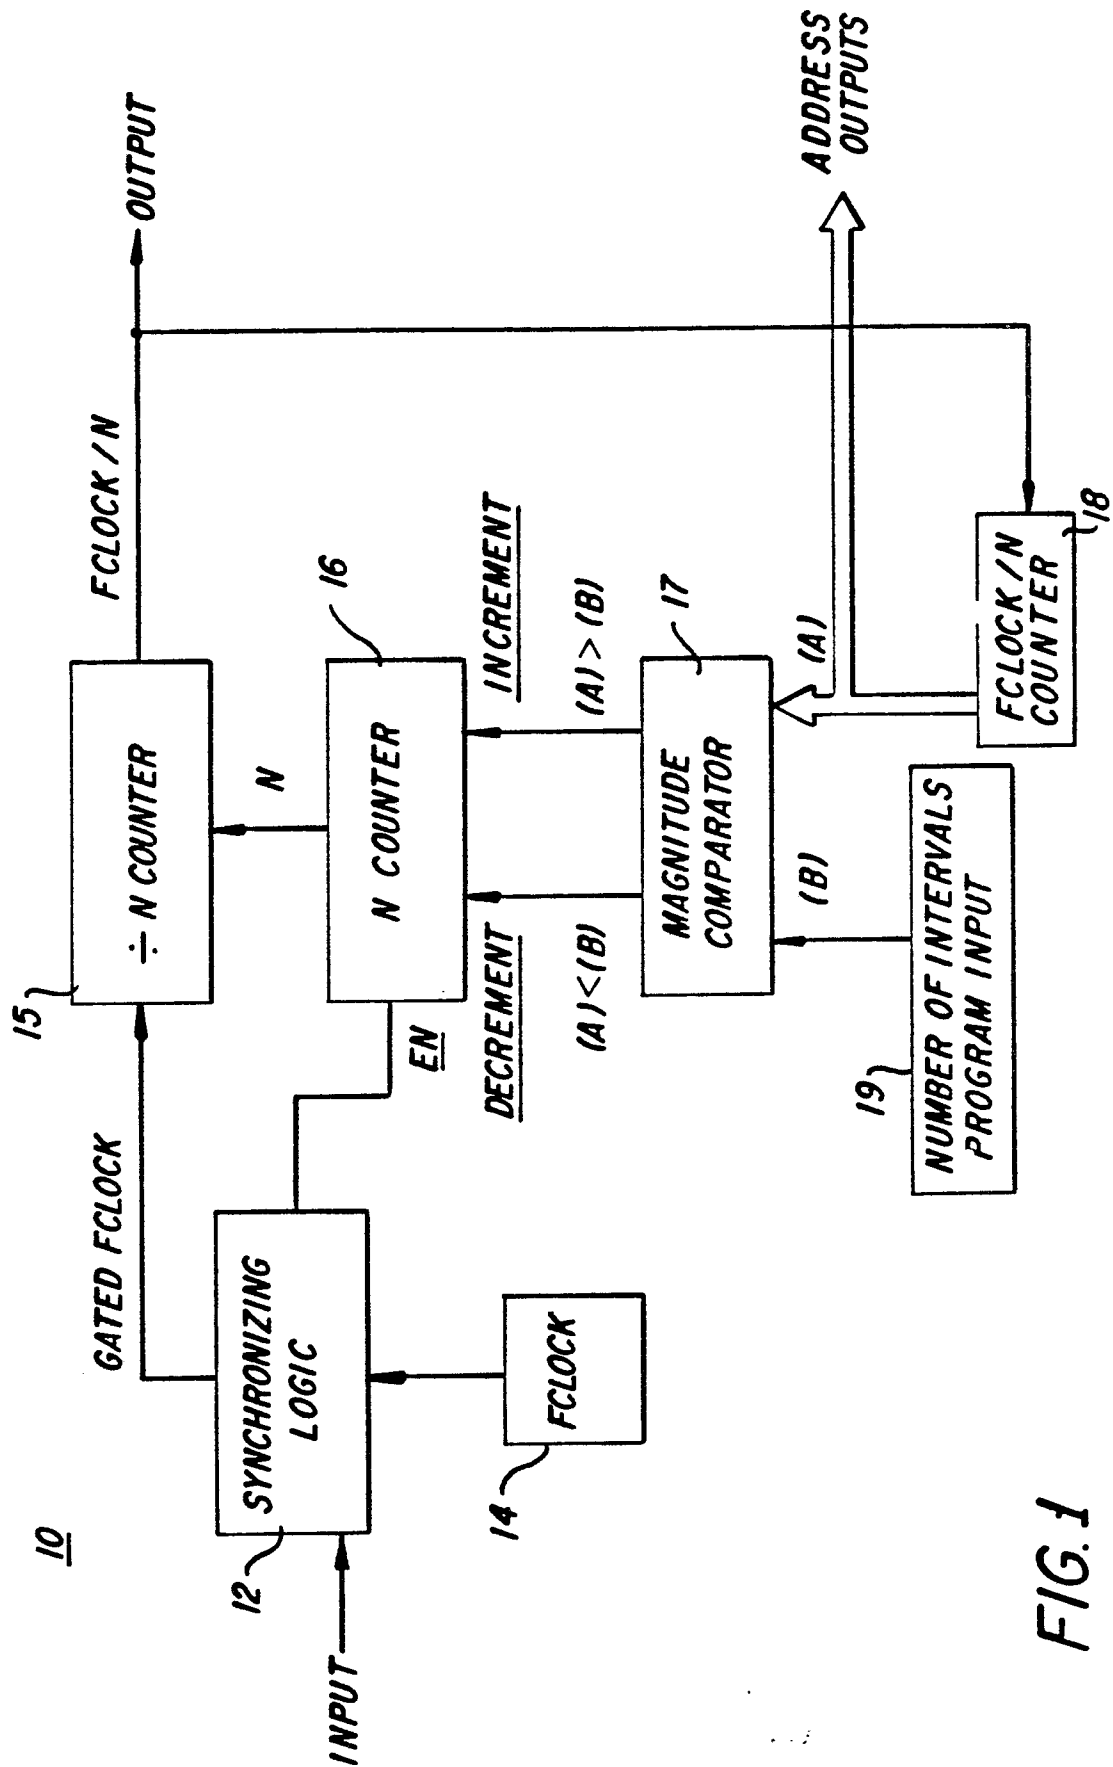 10
INPUT
12
SYNCHRONIZING
LOGIC
14
FCLOCK
GATED FCLOCK
EN
15
÷ N COUNTER
FCLOCK / N
OUTPUT
N
16
N COUNTER
DECREMENT
INCREMENT
(A)<(B)
(A)>(B)
17
MAGNITUDE
COMPARATOR
(B)
(A)
ADDRESS
OUTPUTS
19
NUMBER OF INTERVALS
PROGRAM INPUT
FCLOCK / N
COUNTER
18
FIG. 1